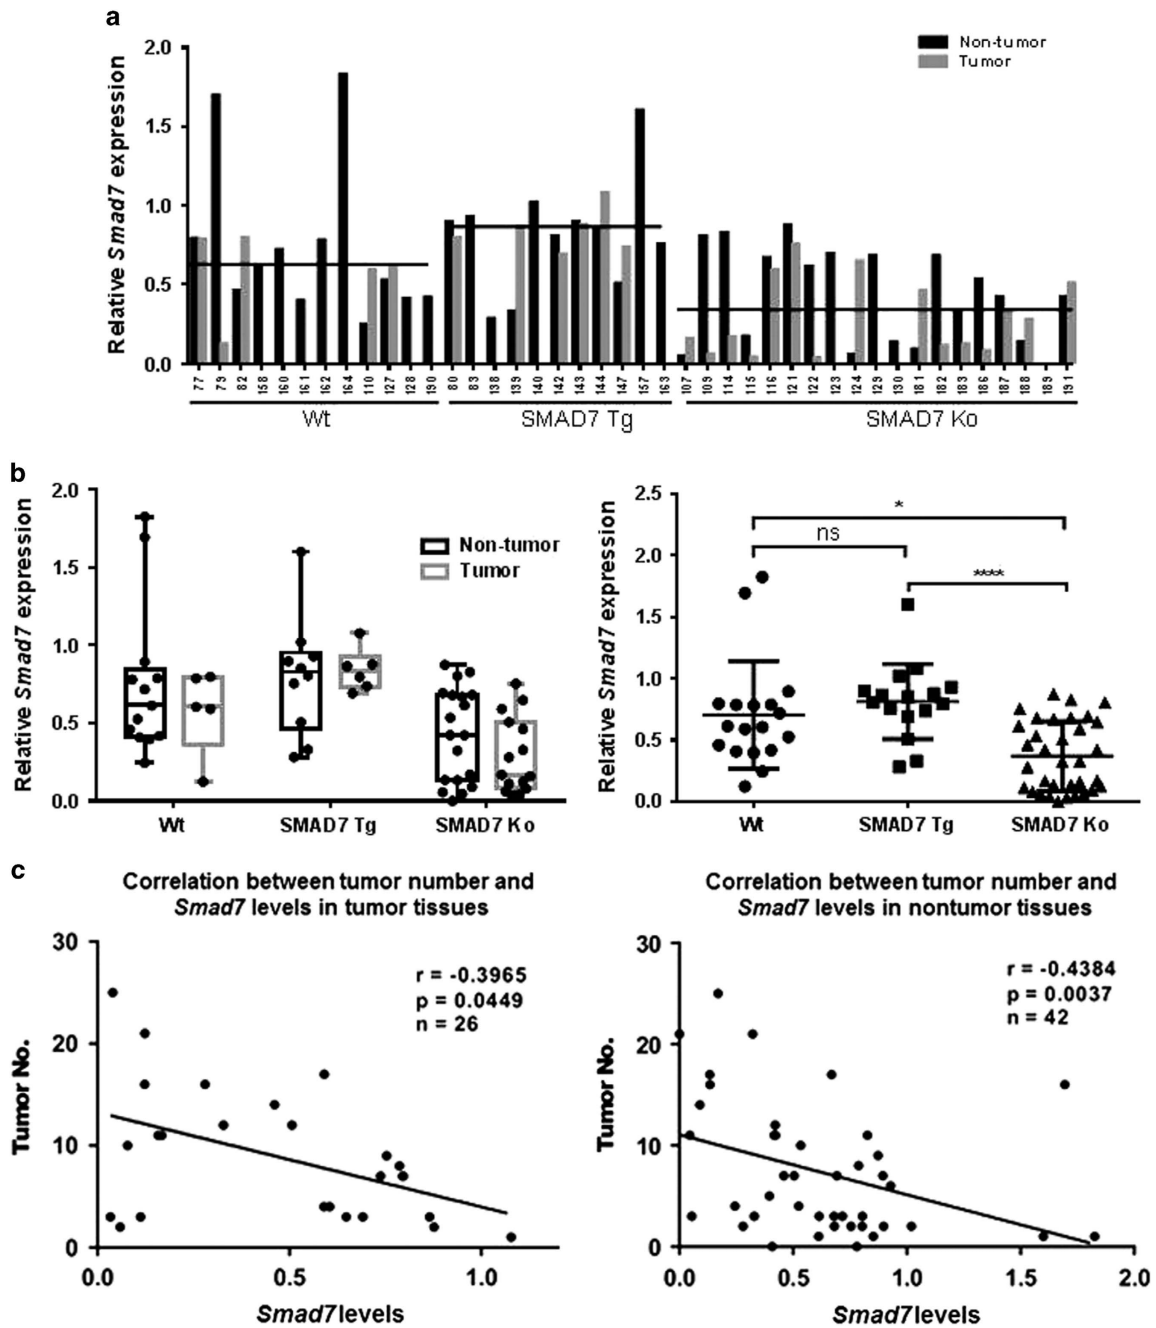 a
Relative Smad7 expression
2.0
1.5
1.0
0.5
0.0
Non-tumor
Tumor
77 79 82 158 160 161 162 164 110 127 128 190 80 83 138 139 140 142 143 144 147 157 163 107 109 114 115 116 121 122 123 124 129 130 181 182 183 186 187 188 189 191
Wt SMAD7 Tg SMAD7 Ko
b
Relative Smad7 expression
2.0
1.5
1.0
0.5
0.0
Non-tumor
Tumor
Wt SMAD7 Tg SMAD7 Ko
Relative Smad7 expression
2.5
2.0
1.5
1.0
0.5
0.0
*
ns
****
Wt SMAD7 Tg SMAD7 Ko
c
Correlation between tumor number and
Smad7 levels in tumor tissues
Tumor No.
30
20
10
0
r = -0.3965
p = 0.0449
n = 26
0.0 0.5 1.0
Smad7levels
Correlation between tumor number and
Smad7 levels in nontumor tissues
Tumor No.
30
20
10
0
r = -0.4384
p = 0.0037
n = 42
0.0 0.5 1.0 1.5 2.0
Smad7levels